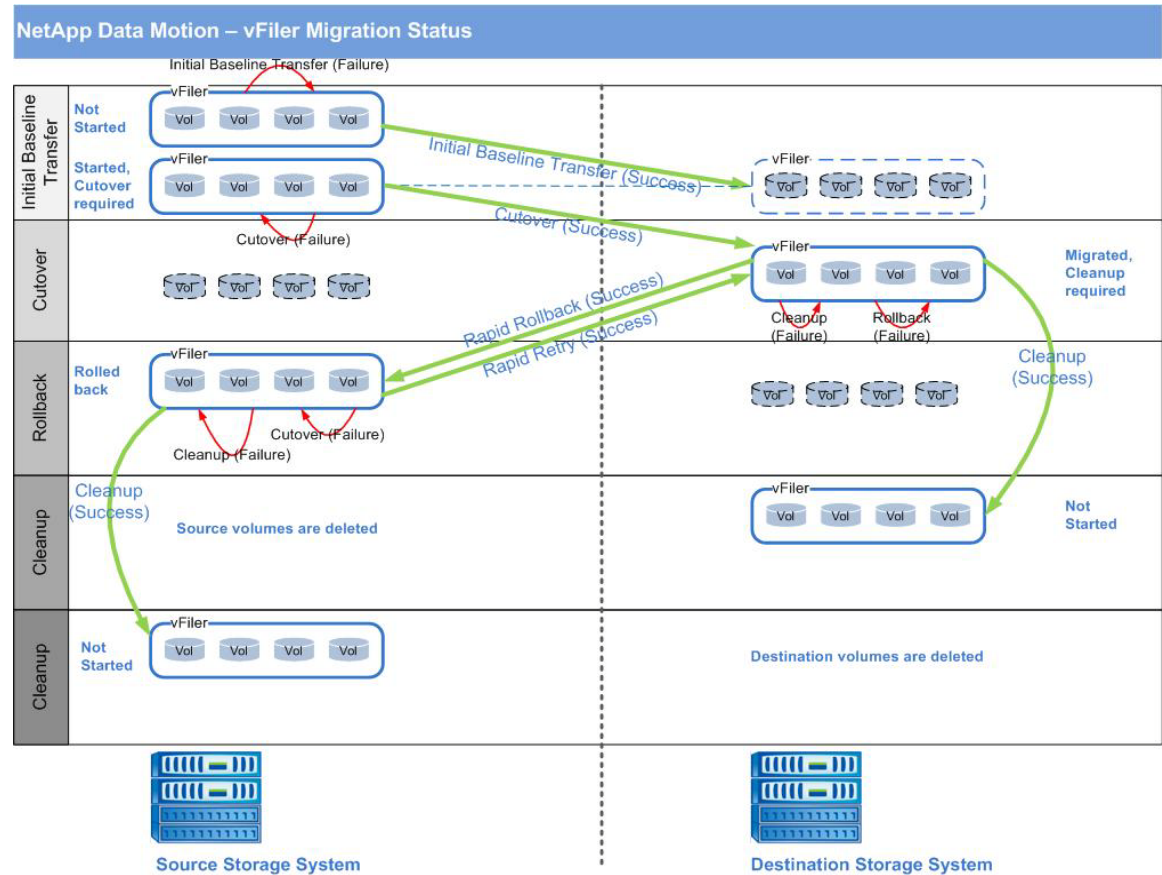 NetApp Data Motion – vFiler Migration Status
Initial Baseline Transfer (Failure)
Initial Baseline
Transfer
Not
Started
vFiler
Vol Vol Vol Vol
Initial Baseline Transfer (Success)
Started,
Cutover
required
vFiler
Vol Vol Vol Vol
vFiler
Vol Vol Vol Vol
Cutover (Failure)
Cutover (Success)
Cutover
Vol Vol Vol Vol
vFiler
Vol Vol Vol Vol
Migrated,
Cleanup
required
Cleanup
(Failure)
Rollback
(Failure)
Rapid Rollback (Success)
Rapid Retry (Success)
Rollback
Rolled
back
vFiler
Vol Vol Vol Vol
Cleanup (Failure)
Cutover (Failure)
Vol Vol Vol Vol
Cleanup
(Success)
Cleanup
Cleanup
(Success)
Source volumes are deleted
vFiler
Vol Vol Vol Vol
Not
Started
Cleanup
Not
Started
vFiler
Vol Vol Vol Vol
Destination volumes are deleted
Source Storage System
Destination Storage System